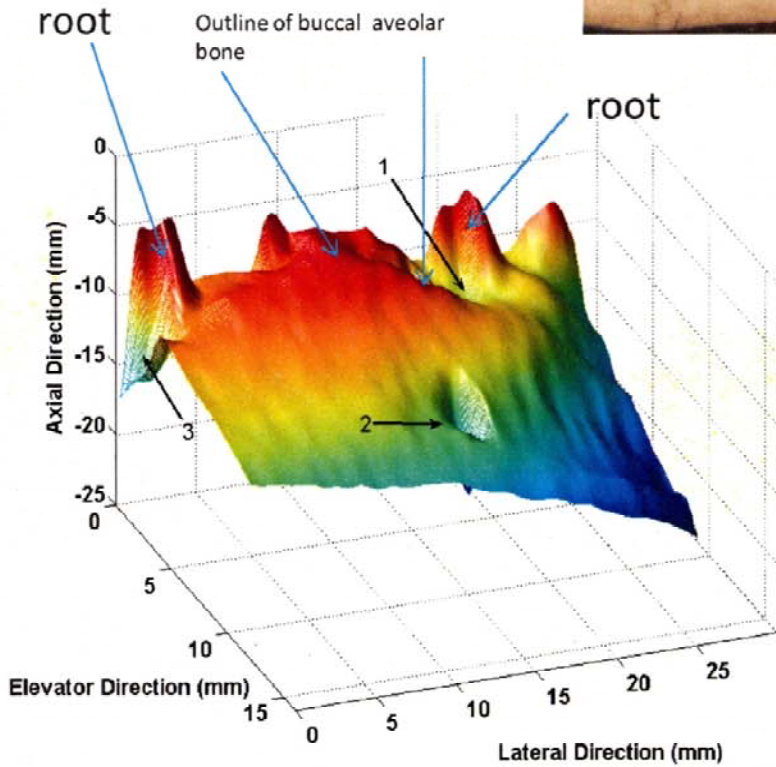 root
Outline of buccal aveolar
bone
root
1
0
-5
-10
-15
-20
-25
Axial Direction (mm)
2
3
0
5
10
15
Elevator Direction (mm)
0
5
10
15
20
25
Lateral Direction (mm)